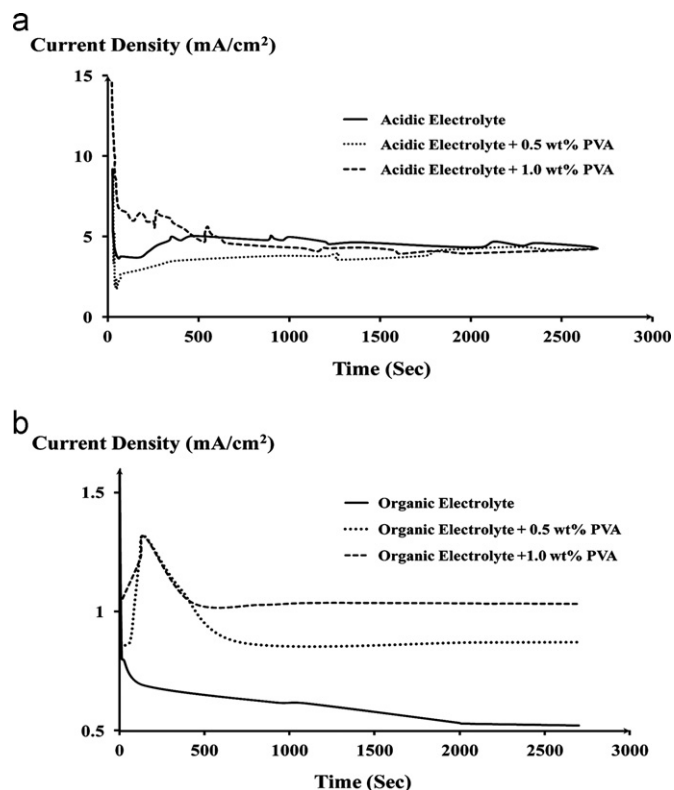 a
Current Density (mA/cm²)
15
10
5
0
Acidic Electrolyte
Acidic Electrolyte + 0.5 wt% PVA
Acidic Electrolyte + 1.0 wt% PVA
0 500 1000 1500 2000 2500 3000
Time (Sec)
b
Current Density (mA/cm²)
1.5
1
0.5
Organic Electrolyte
Organic Electrolyte + 0.5 wt% PVA
Organic Electrolyte +1.0 wt% PVA
0 500 1000 1500 2000 2500 3000
Time (Sec)